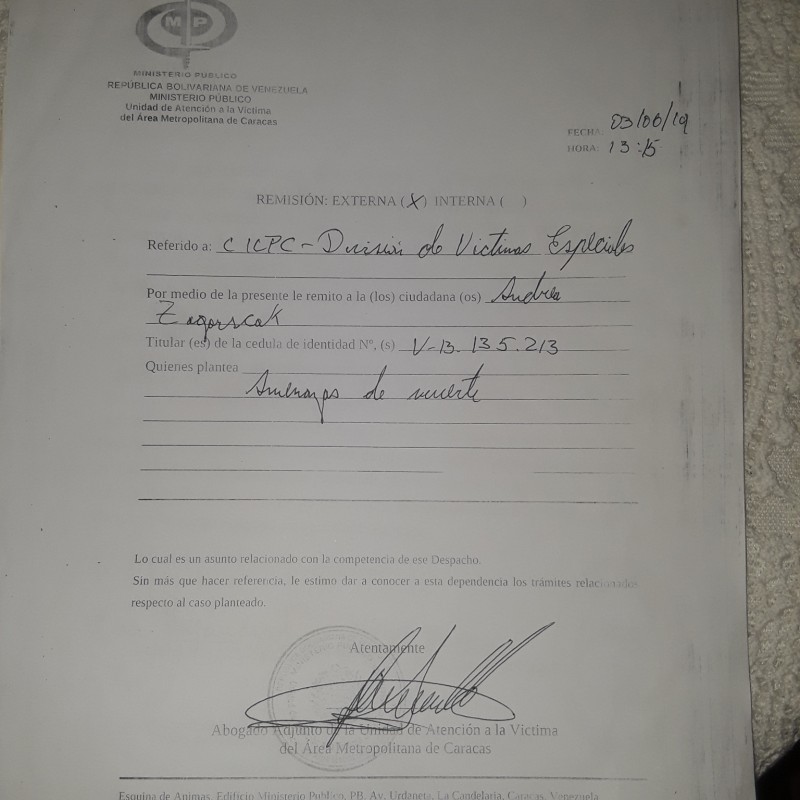 MP
MINISTERIO PUBLICO
REPÚBLICA BOLIVARIANA DE VENEZUELA
MINISTERIO PÚBLICO
Unidad de Atención a la Víctima
del Área Metropolitana de Caracas
FECHA: 03/06/19
HORA: 13:15
REMISIÓN: EXTERNA (X) INTERNA ( )
Referido a: CICPC - División de Victimas Especiales
Por medio de la presente le remito a la (los) ciudadana (os) Andrea
Zagorscak
Titular (es) de la cedula de identidad Nº, (s) V-13.135.213
Quienes plantea
Amenazas de muerte
Lo cual es un asunto relacionado con la competencia de ese Despacho.
Sin más que hacer referencia, le estimo dar a conocer a esta dependencia los trámites relacionados
respecto al caso planteado.
Atentamente
Abogado Adjunto de la Unidad de Atención a la Víctima
del Área Metropolitana de Caracas
Esquina de Animas, Edificio Ministerio Publico, PB, Av. Urdaneta, La Candelaria, Caracas, Venezuela